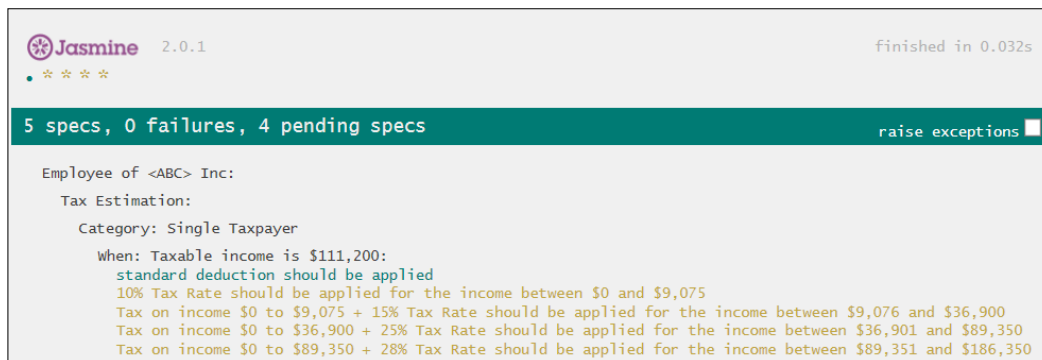 Jasmine 2.0.1 finished in 0.032s
• * * * *
5 specs, 0 failures, 4 pending specs raise exceptions
Employee of <ABC> Inc:
Tax Estimation:
Category: Single Taxpayer
When: Taxable income is $111,200:
standard deduction should be applied
10% Tax Rate should be applied for the income between $0 and $9,075
Tax on income $0 to $9,075 + 15% Tax Rate should be applied for the income between $9,076 and $36,900
Tax on income $0 to $36,900 + 25% Tax Rate should be applied for the income between $36,901 and $89,350
Tax on income $0 to $89,350 + 28% Tax Rate should be applied for the income between $89,351 and $186,350